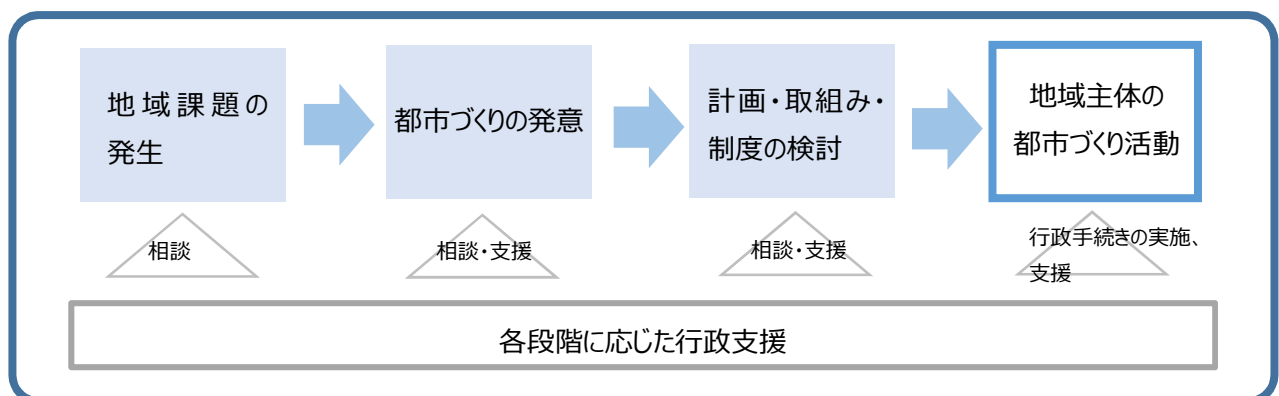 地域課題の
発生
都市づくりの発意
計画・取組み・
制度の検討
地域主体の
都市づくり活動
相談
相談・支援
相談・支援
行政手続きの実施、
支援
各段階に応じた行政支援